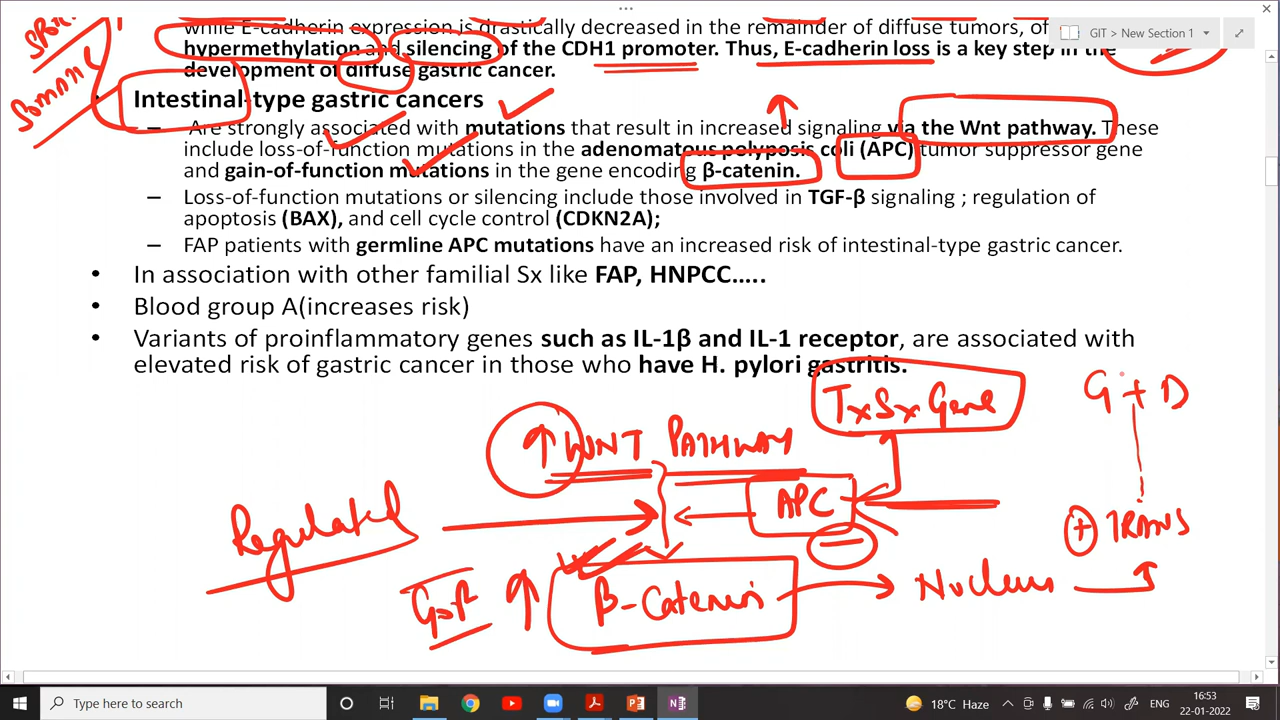 while E-cadherin expression is drastically decreased in the remainder of diffuse tumors, of
GIT > New Section 1
hypermethylation and silencing of the CDH1 promoter. Thus, E-cadherin loss is a key step in the
development of diffuse gastric cancer.
• Intestinal-type gastric cancers
– Are strongly associated with mutations that result in increased signaling via the Wnt pathway. These
include loss-of-function mutations in the adenomatous polyposis coli (APC) tumor suppressor gene
and gain-of-function mutations in the gene encoding β-catenin.
– Loss-of-function mutations or silencing include those involved in TGF-β signaling ; regulation of
apoptosis (BAX), and cell cycle control (CDKN2A);
– FAP patients with germline APC mutations have an increased risk of intestinal-type gastric cancer.
• In association with other familial Sx like FAP, HNPCC.....
• Blood group A(increases risk)
• Variants of proinflammatory genes such as IL-1β and IL-1 receptor, are associated with
elevated risk of gastric cancer in those who have H. pylori gastritis.
TxSx Gene
G + D
↑ WNT PATHWAY
APC
Regulated
⊕ TRANS
GOF ↑ β-Catenin → Nucleus
Type here to search
18°C Haze
ENG
16:53
22-01-2022